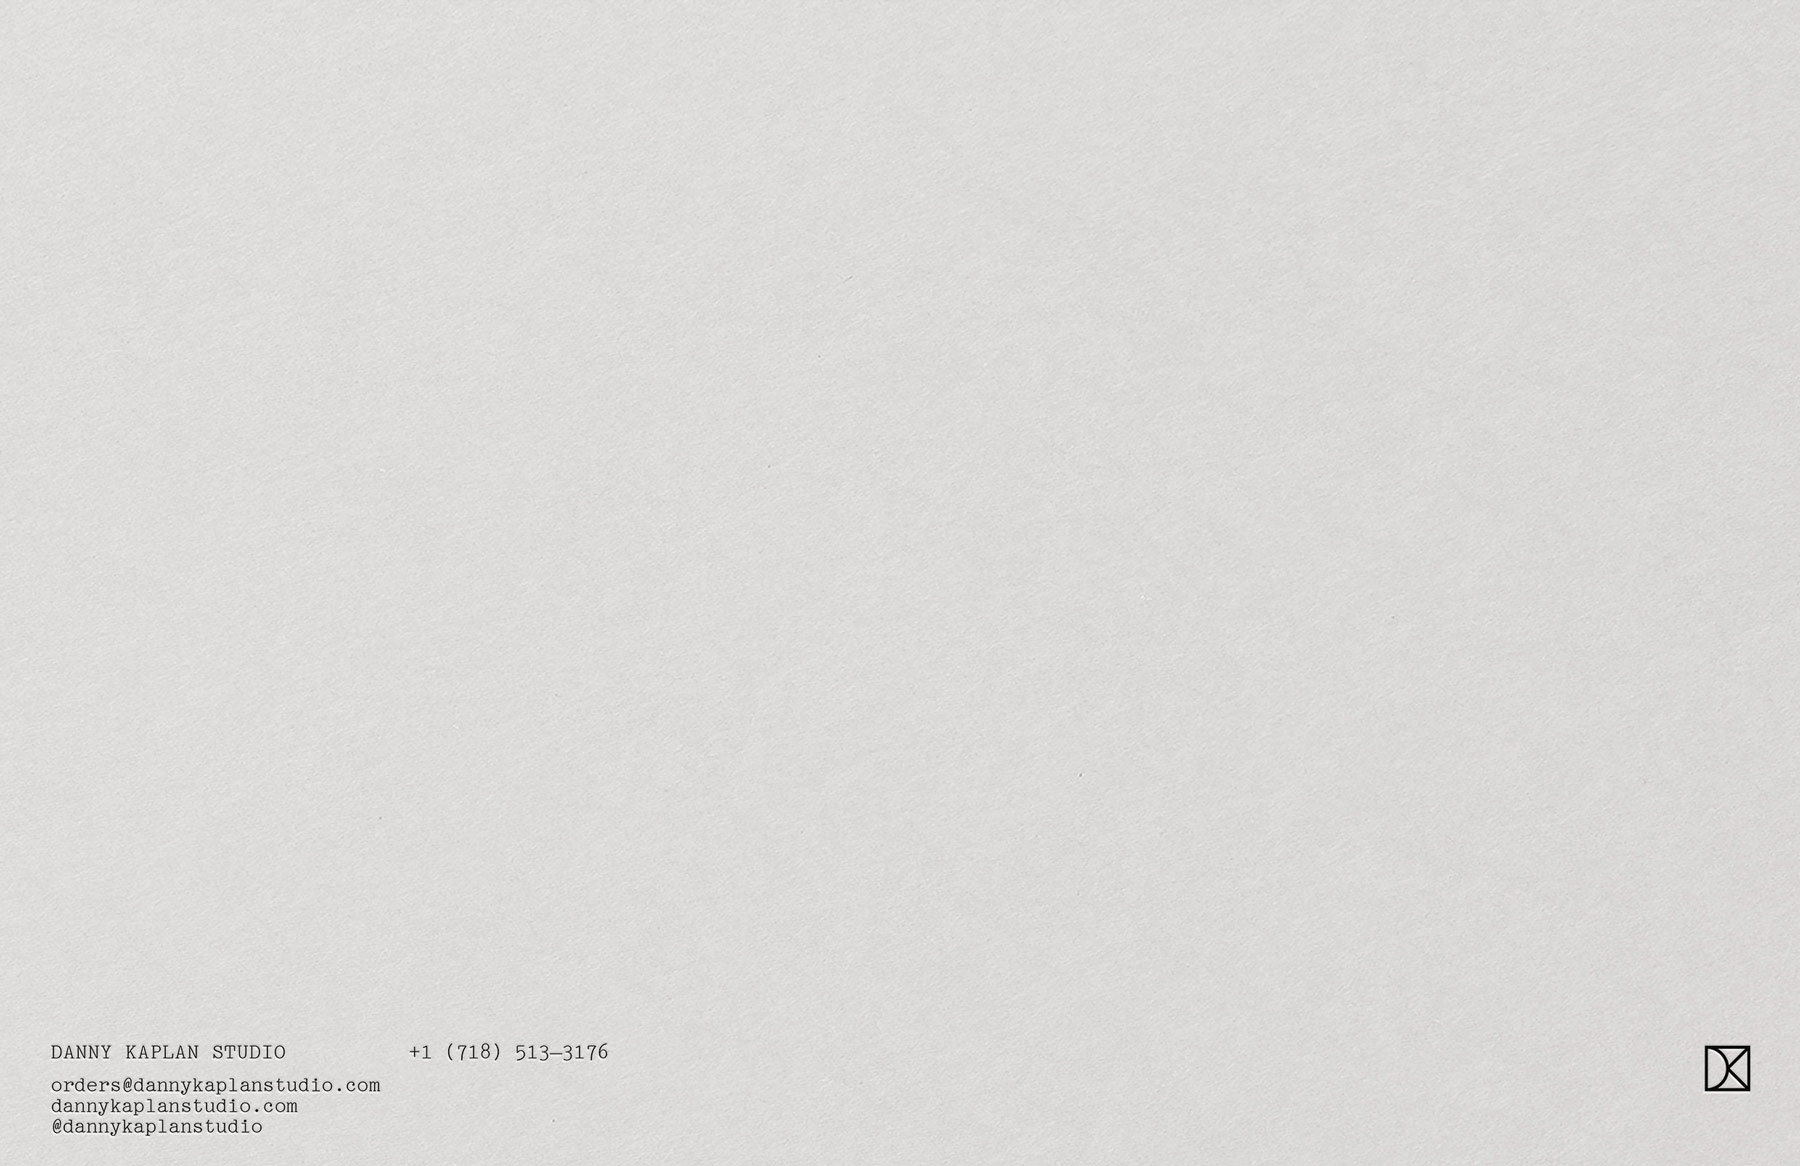 DANNY KAPLAN STUDIO
+1 (718) 513—3176
orders@dannykaplanstudio.com
dannykaplanstudio.com
@dannykaplanstudio